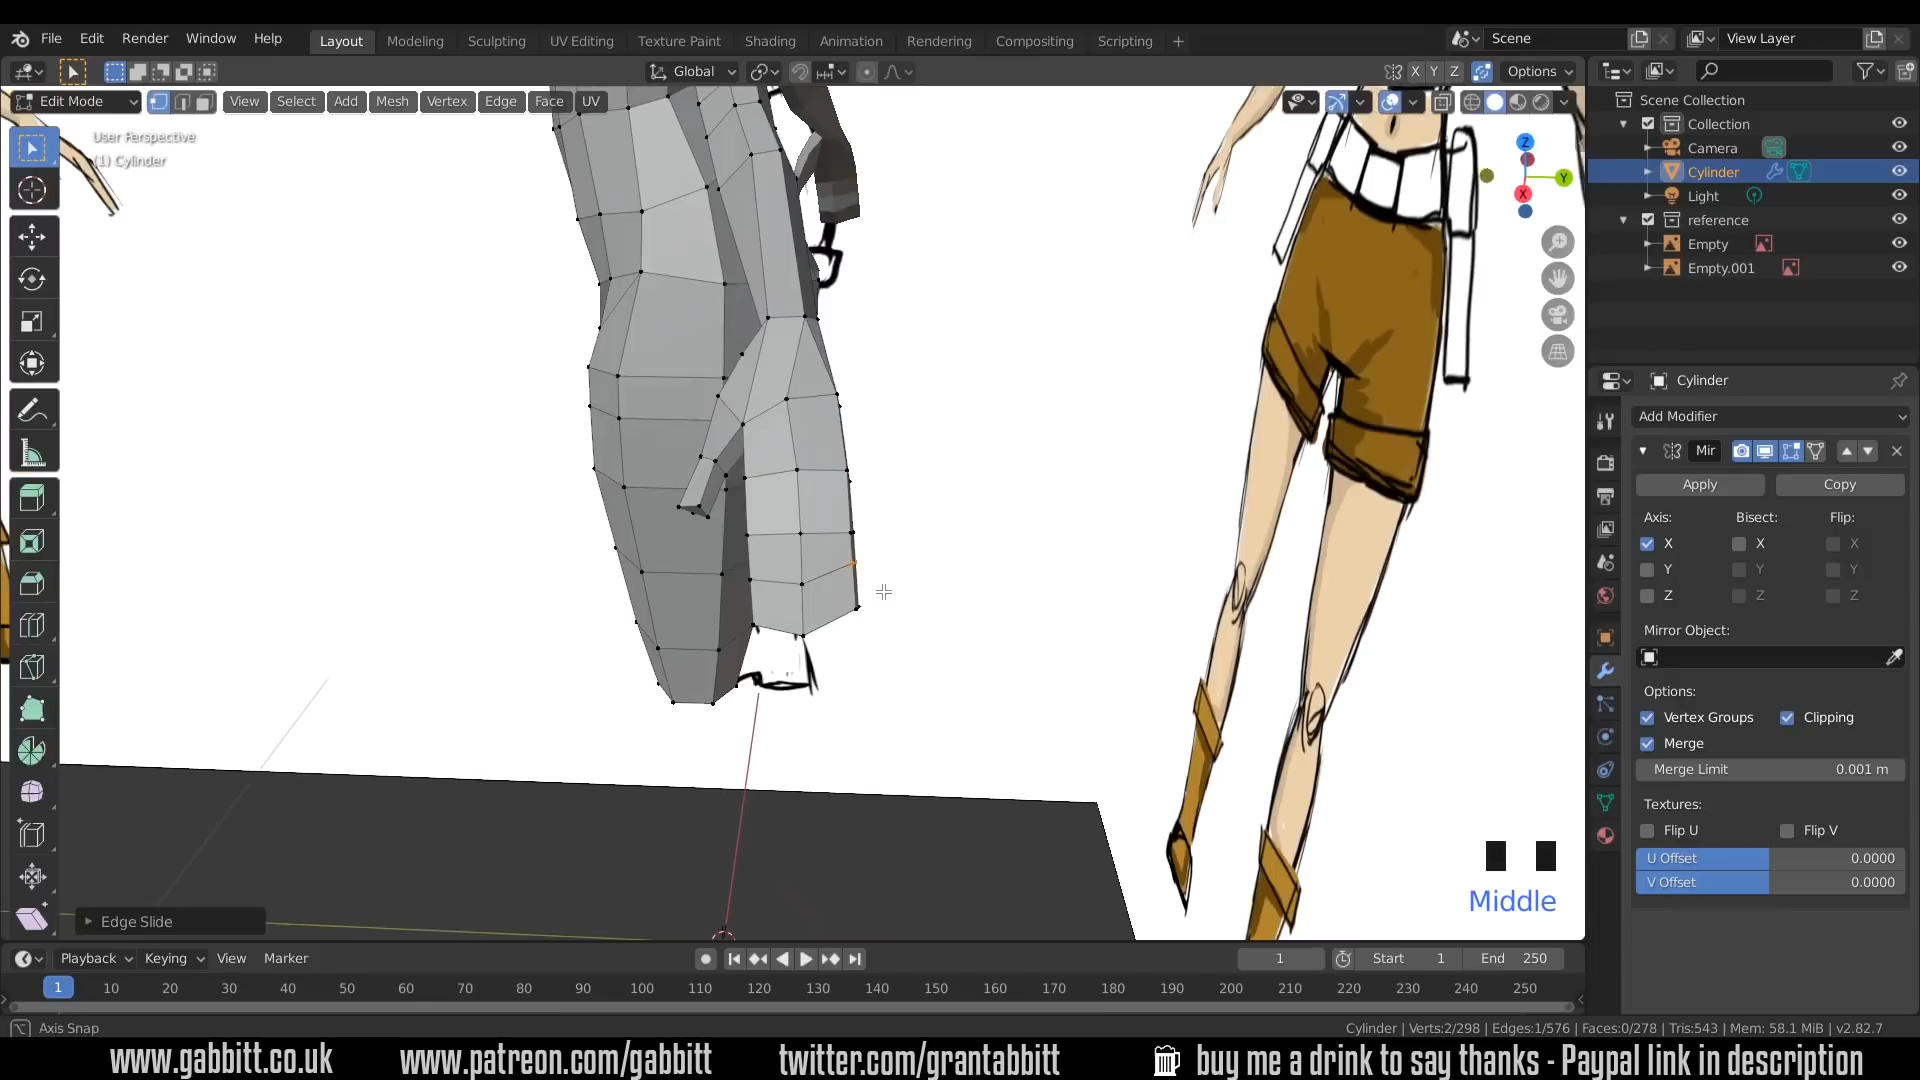 File Edit Render Window Help Layout Modeling Sculpting UV Editing Texture Paint Shading Animation Rendering Compositing Scripting + Scene View Layer
Global X Y Z Options
Edit Mode View Select Add Mesh Vertex Edge Face UV
User Perspective
(1) Cylinder
Z
Y
X
Scene Collection
Collection
Camera
Cylinder
Light
reference
Empty
Empty.001
Cylinder
Add Modifier
Mir
Apply Copy
Axis: Bisect: Flip:
X X X
Y Y Y
Z Z Z
Mirror Object:
Options:
Vertex Groups Clipping
Merge
Merge Limit 0.001 m
Textures:
Flip U Flip V
U Offset 0.0000
V Offset 0.0000
Middle
Edge Slide
Playback Keying View Marker 1 Start 1 End 250
1 10 20 30 40 50 60 70 80 90 100 110 120 130 140 150 160 170 180 190 200 210 220 230 240 250
Axis Snap Cylinder | Verts:2/298 | Edges:1/576 | Faces:0/278 | Tris:543 | Mem: 58.1 MiB | v2.82.7
www.gabbitt.co.uk www.patreon.com/gabbitt twitter.com/grantabbitt buy me a drink to say thanks - Paypal link in description